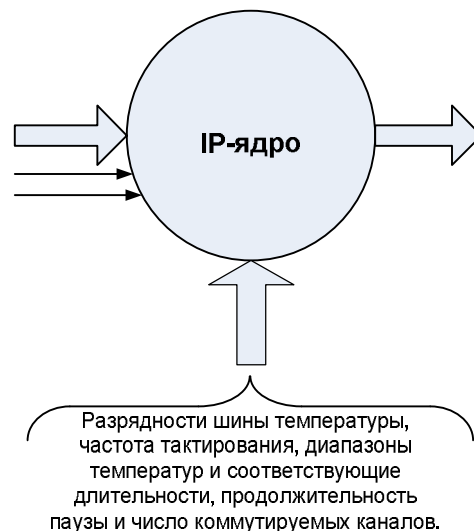 IP-ядро
Разрядности шины температуры,
частота тактирования, диапазоны
температур и соответствующие
длительности, продолжительность
паузы и число коммутируемых каналов.